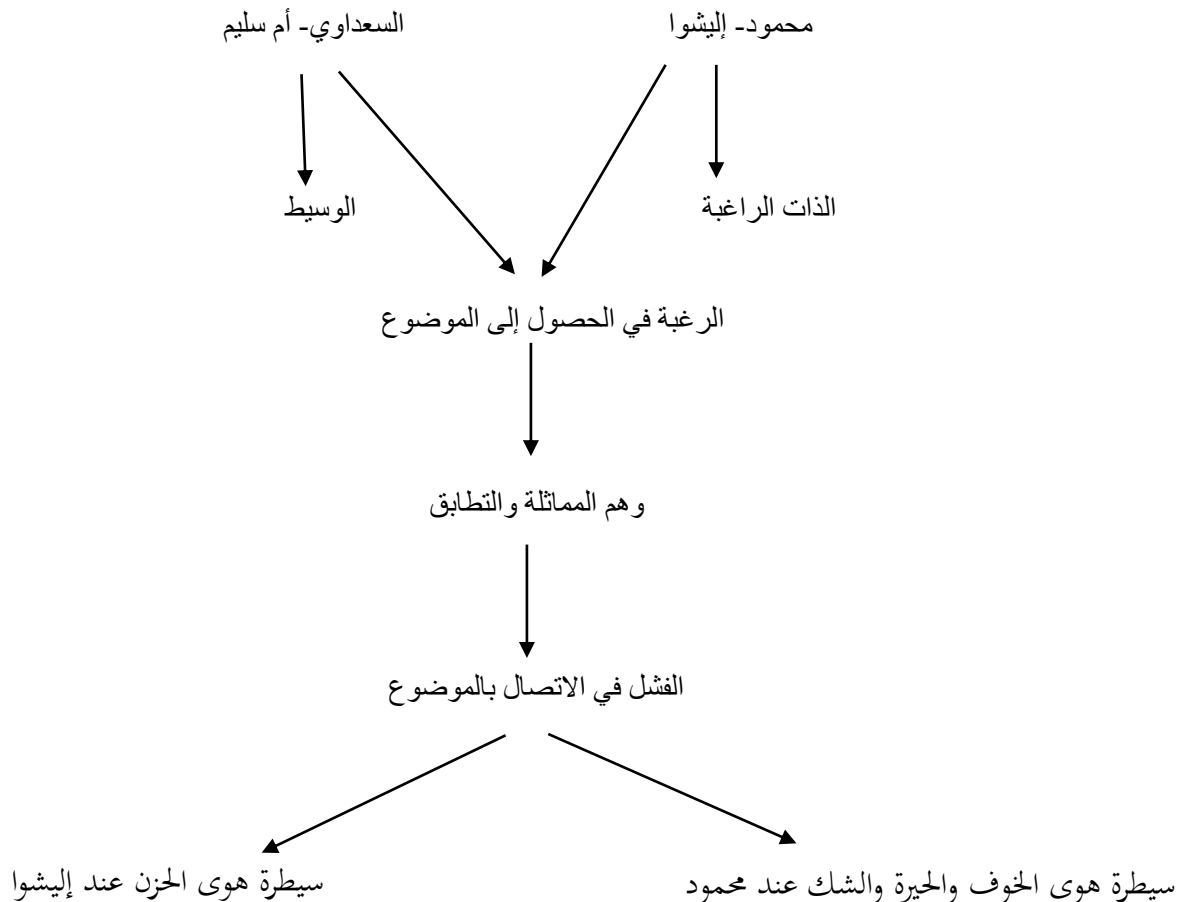 محمود- إليشوا
السعداوي- أم سليم
الذات الراغبة
الوسيط
الرغبة في الحصول إلى الموضوع
وهم المماثلة والتطابق
الفشل في الاتصال بالموضوع
سيطرة هوى الخوف والحيرة والشك عند محمود
سيطرة هوى الحزن عند إليشوا